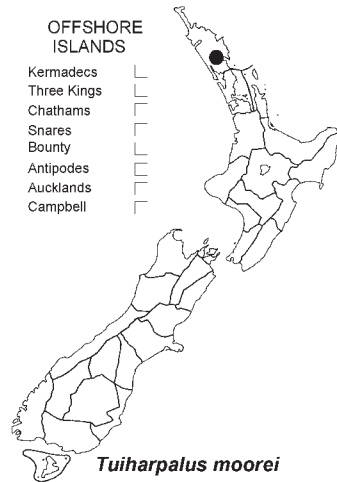 OFFSHORE
ISLANDS
Kermadecs
Three Kings
Chathams
Snares
Bounty
Antipodes
Aucklands
Campbell
Tuiharpalus moorei